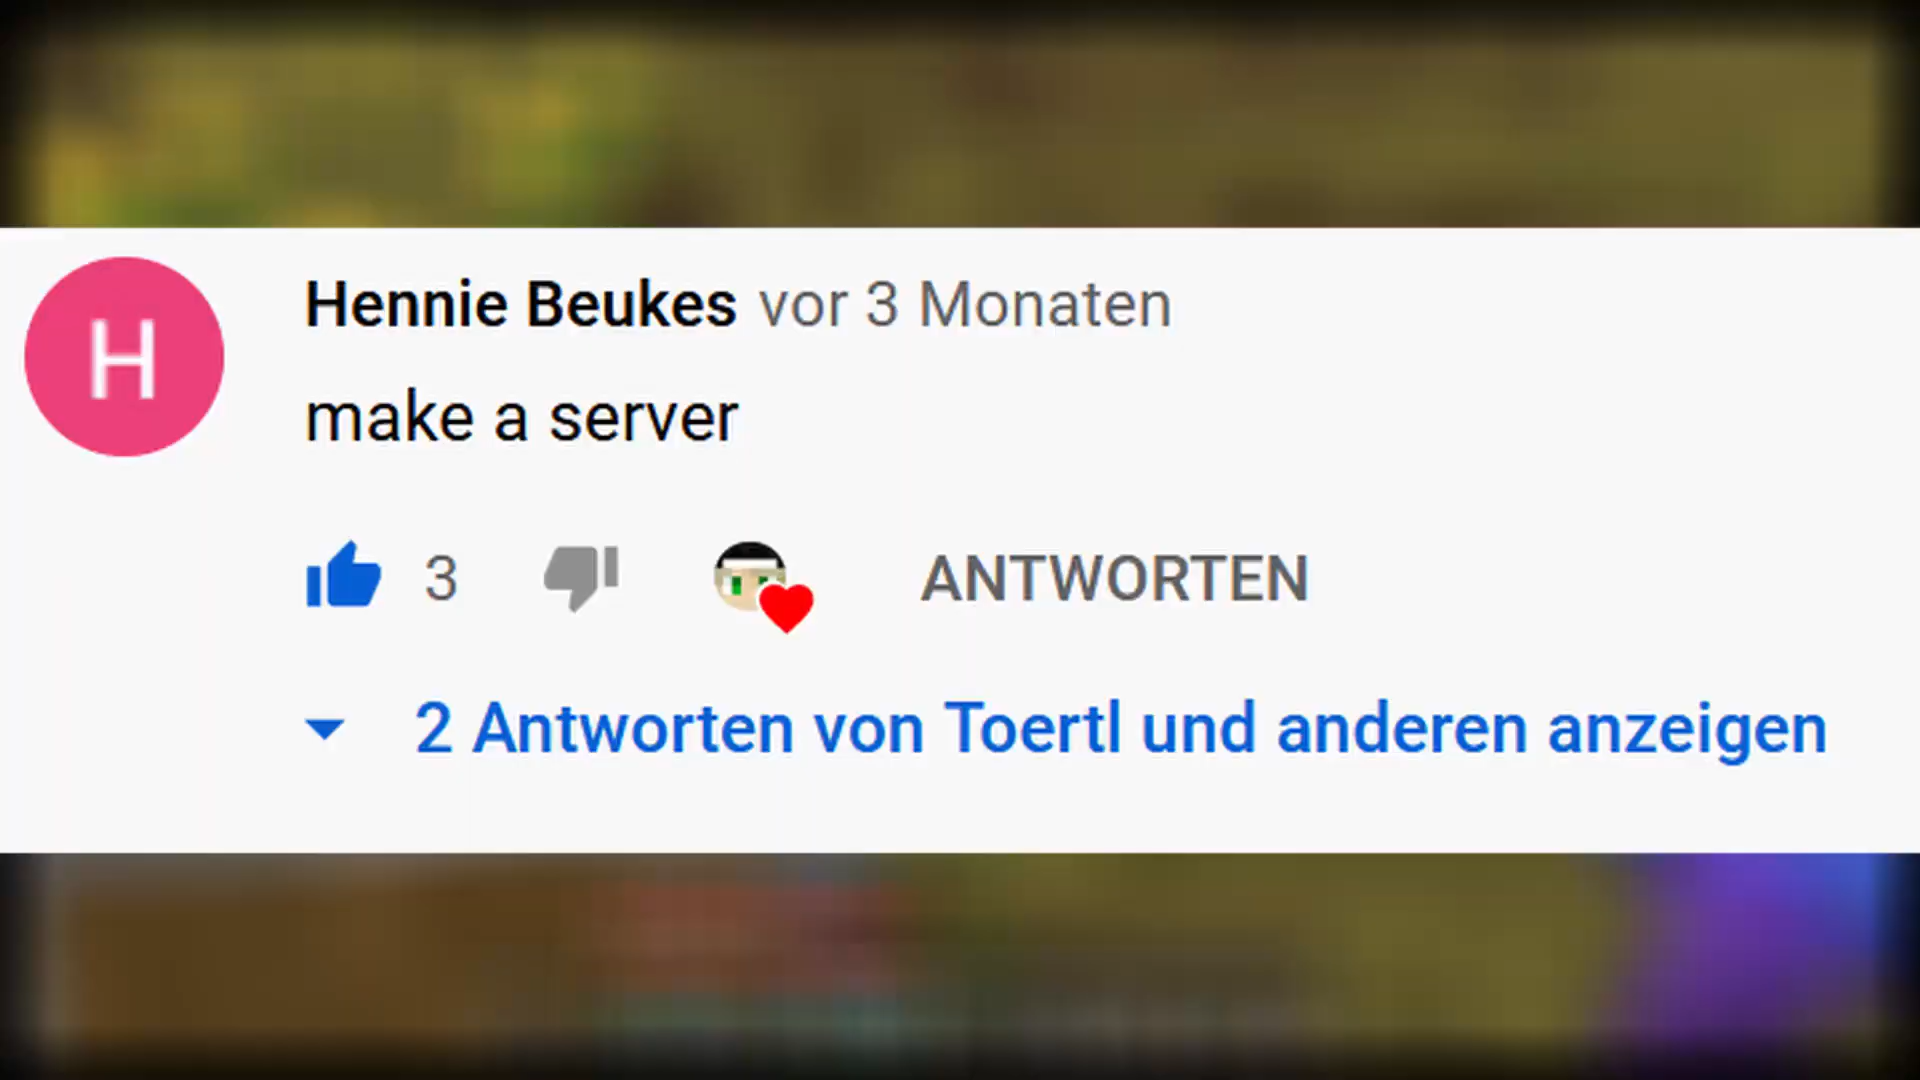 H
Hennie Beukes vor 3 Monaten
make a server
3
ANTWORTEN
2 Antworten von Toertl und anderen anzeigen